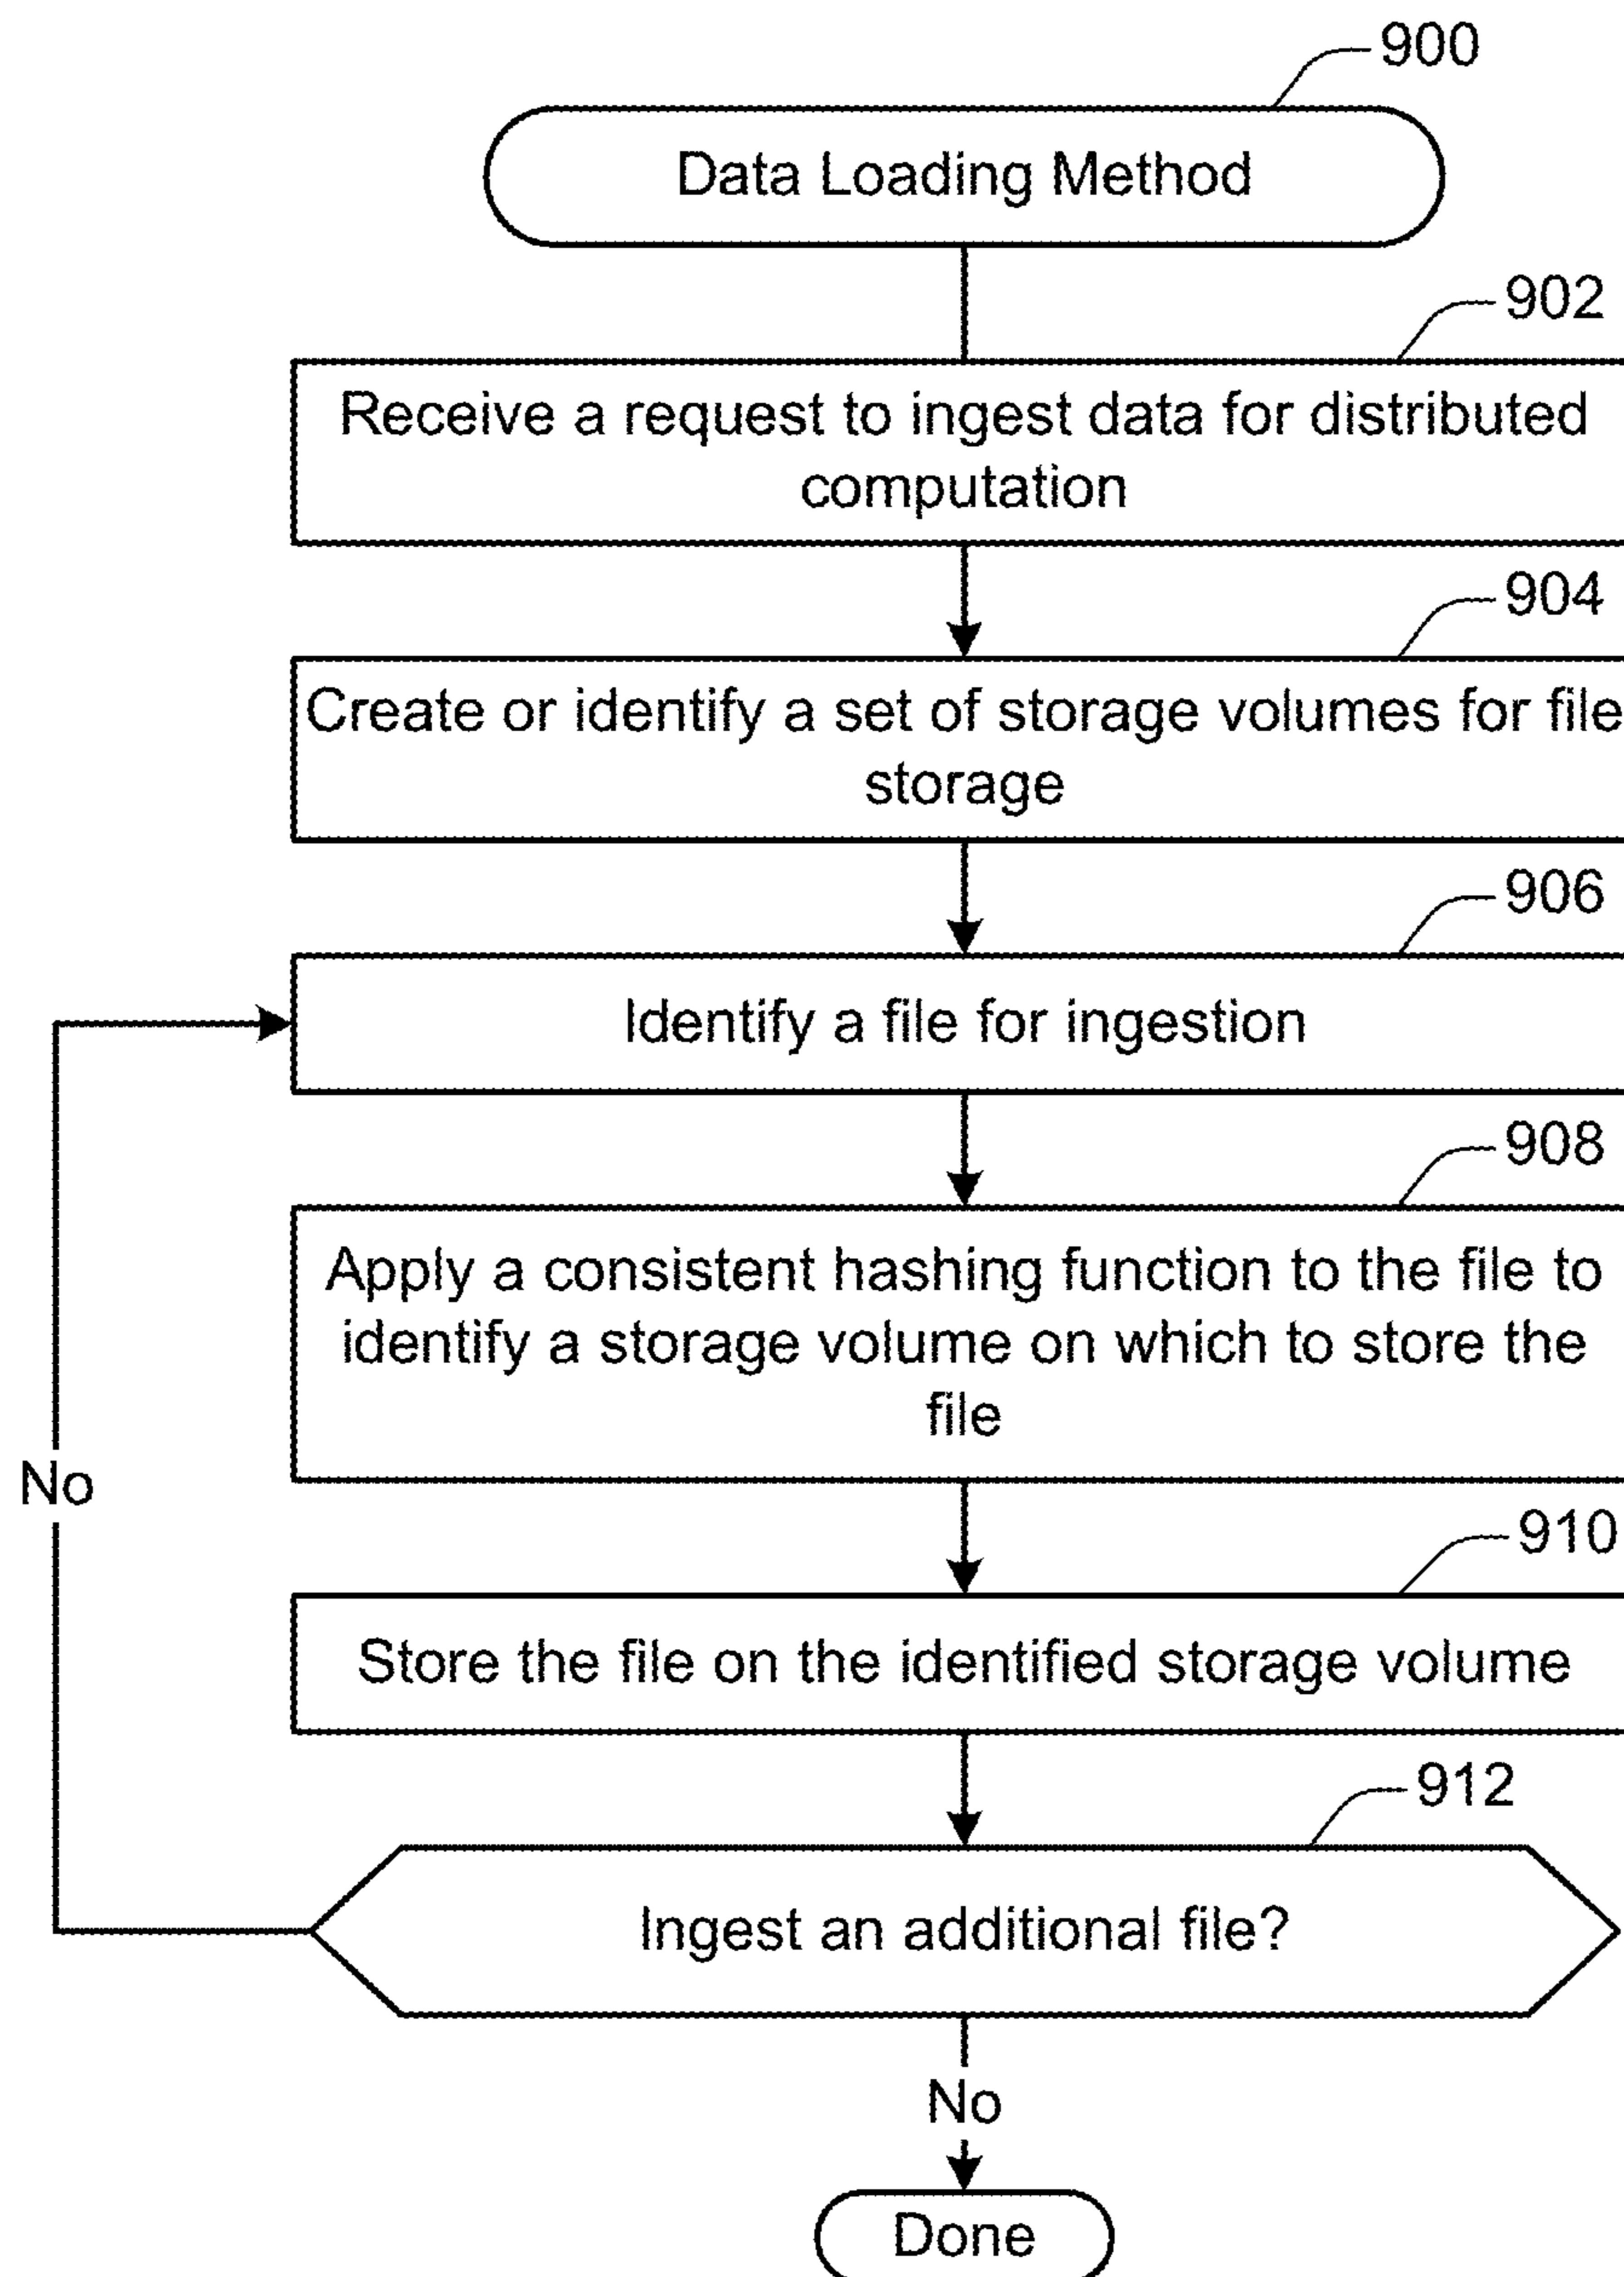 900
Data Loading Method
902
Receive a request to ingest data for distributed
computation
904
Create or identify a set of storage volumes for file
storage
906
Identify a file for ingestion
908
Apply a consistent hashing function to the file to
identify a storage volume on which to store the
file
No
910
Store the file on the identified storage volume
912
Ingest an additional file?
No
Done